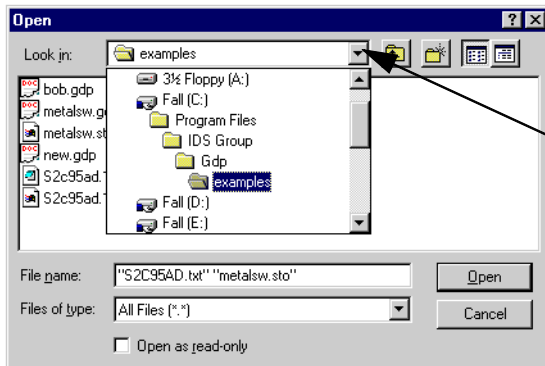 Open
Look in: examples
3½ Floppy (A:)
Fall (C:)
Program Files
IDS Group
Gdp
examples
Fall (D:)
Fall (E:)
bob.gdp
metalsw.g
metalsw.st
new.gdp
S2c95ad.
S2c95ad.
File name: "S2C95AD.txt" "metalsw.sto"
Open
Files of type: All Files (*.*)
Cancel
Open as read-only